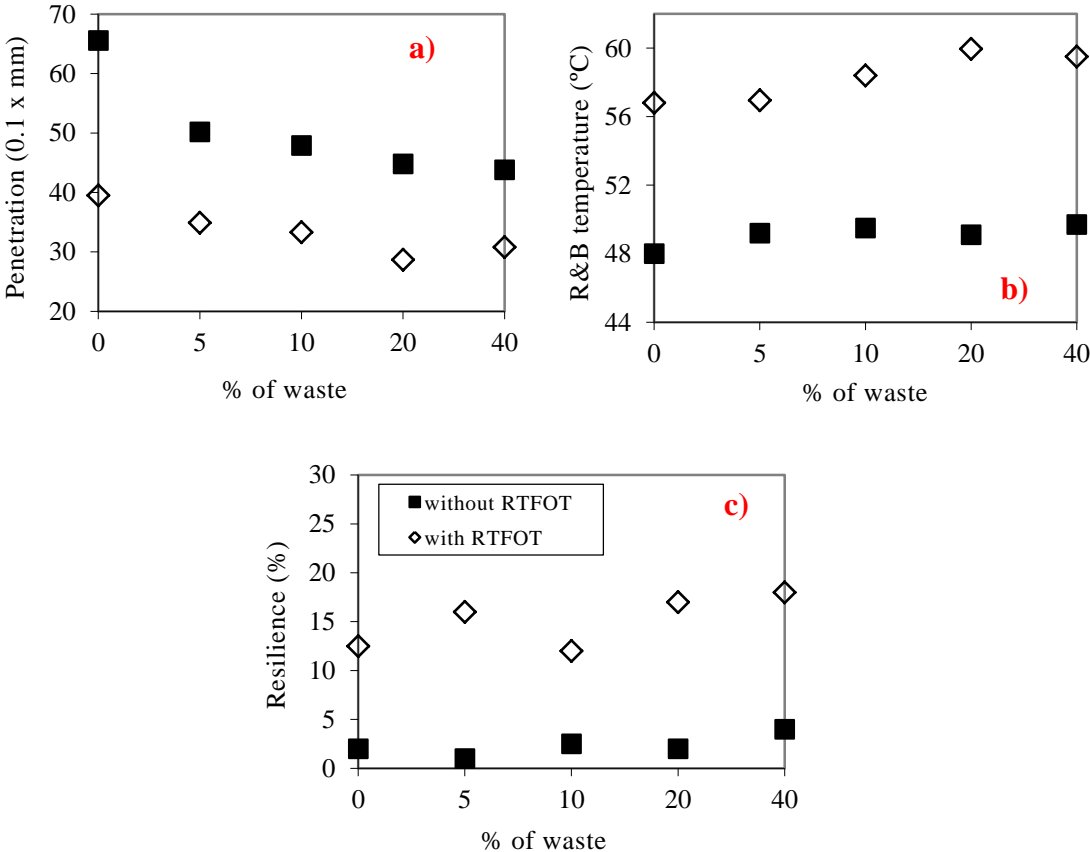 a)
Penetration (0.1 x mm)
70
60
50
40
30
20
0 5 10 20 40
% of waste
b)
R&B temperature (ºC)
60
56
52
48
44
0 5 10 20 40
% of waste
c)
Resilience (%)
30
25
20
15
10
5
0
without RTFOT
with RTFOT
0 5 10 20 40
% of waste